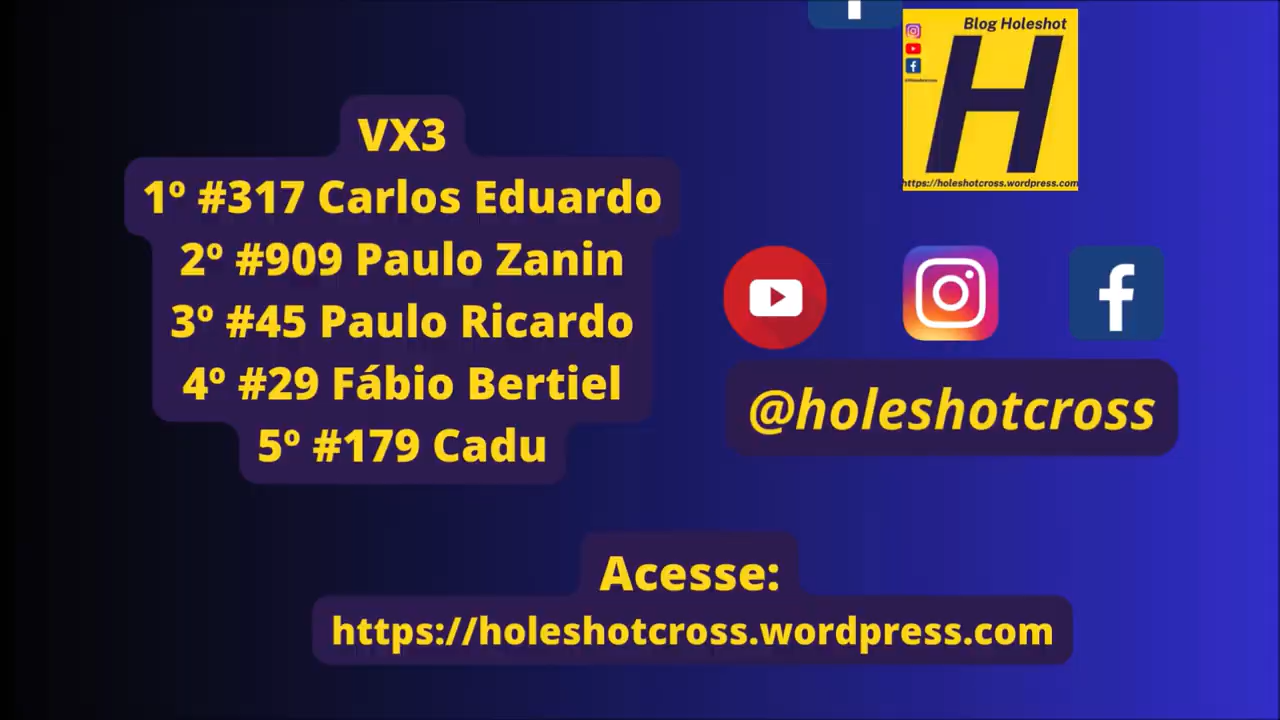 Blog Holeshot
H
https://holeshotcross.wordpress.com
VX3
1º #317 Carlos Eduardo
2º #909 Paulo Zanin
3º #45 Paulo Ricardo
4º #29 Fábio Bertiel
5º #179 Cadu
@holeshotcross
Acesse:
https://holeshotcross.wordpress.com